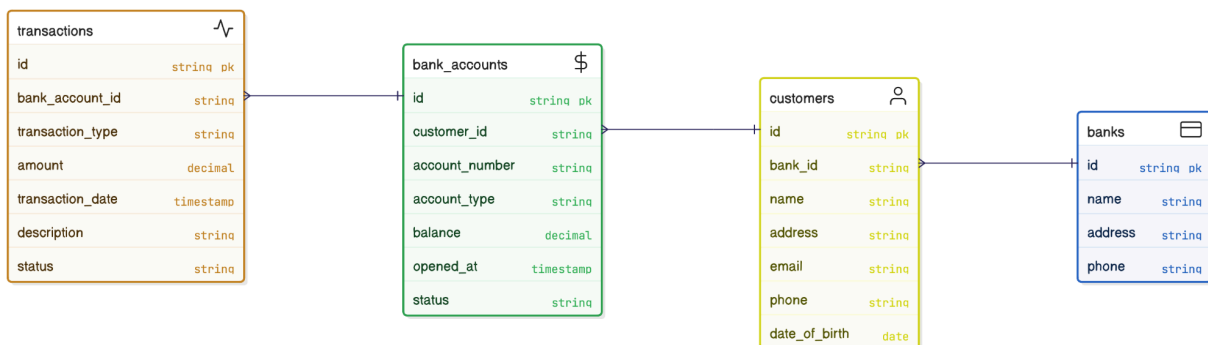 transactions
id string pk
bank_account_id string
transaction_type string
amount decimal
transaction_date timestamp
description string
status string
bank_accounts
id string pk
customer_id string
account_number string
account_type string
balance decimal
opened_at timestamp
status string
customers
id string pk
bank_id string
name string
address string
email string
phone string
date_of_birth date
banks
id string pk
name string
address string
phone string